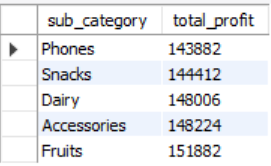 sub_category total_profit
Phones 143882
Snacks 144412
Dairy 148006
Accessories 148224
Fruits 151882